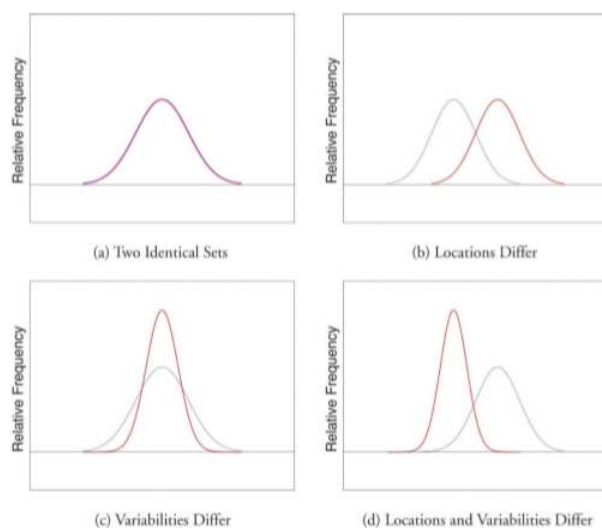 Relative Frequency
(a) Two Identical Sets
Relative Frequency
(b) Locations Differ
Relative Frequency
(c) Variabilities Differ
Relative Frequency
(d) Locations and Variabilities Differ